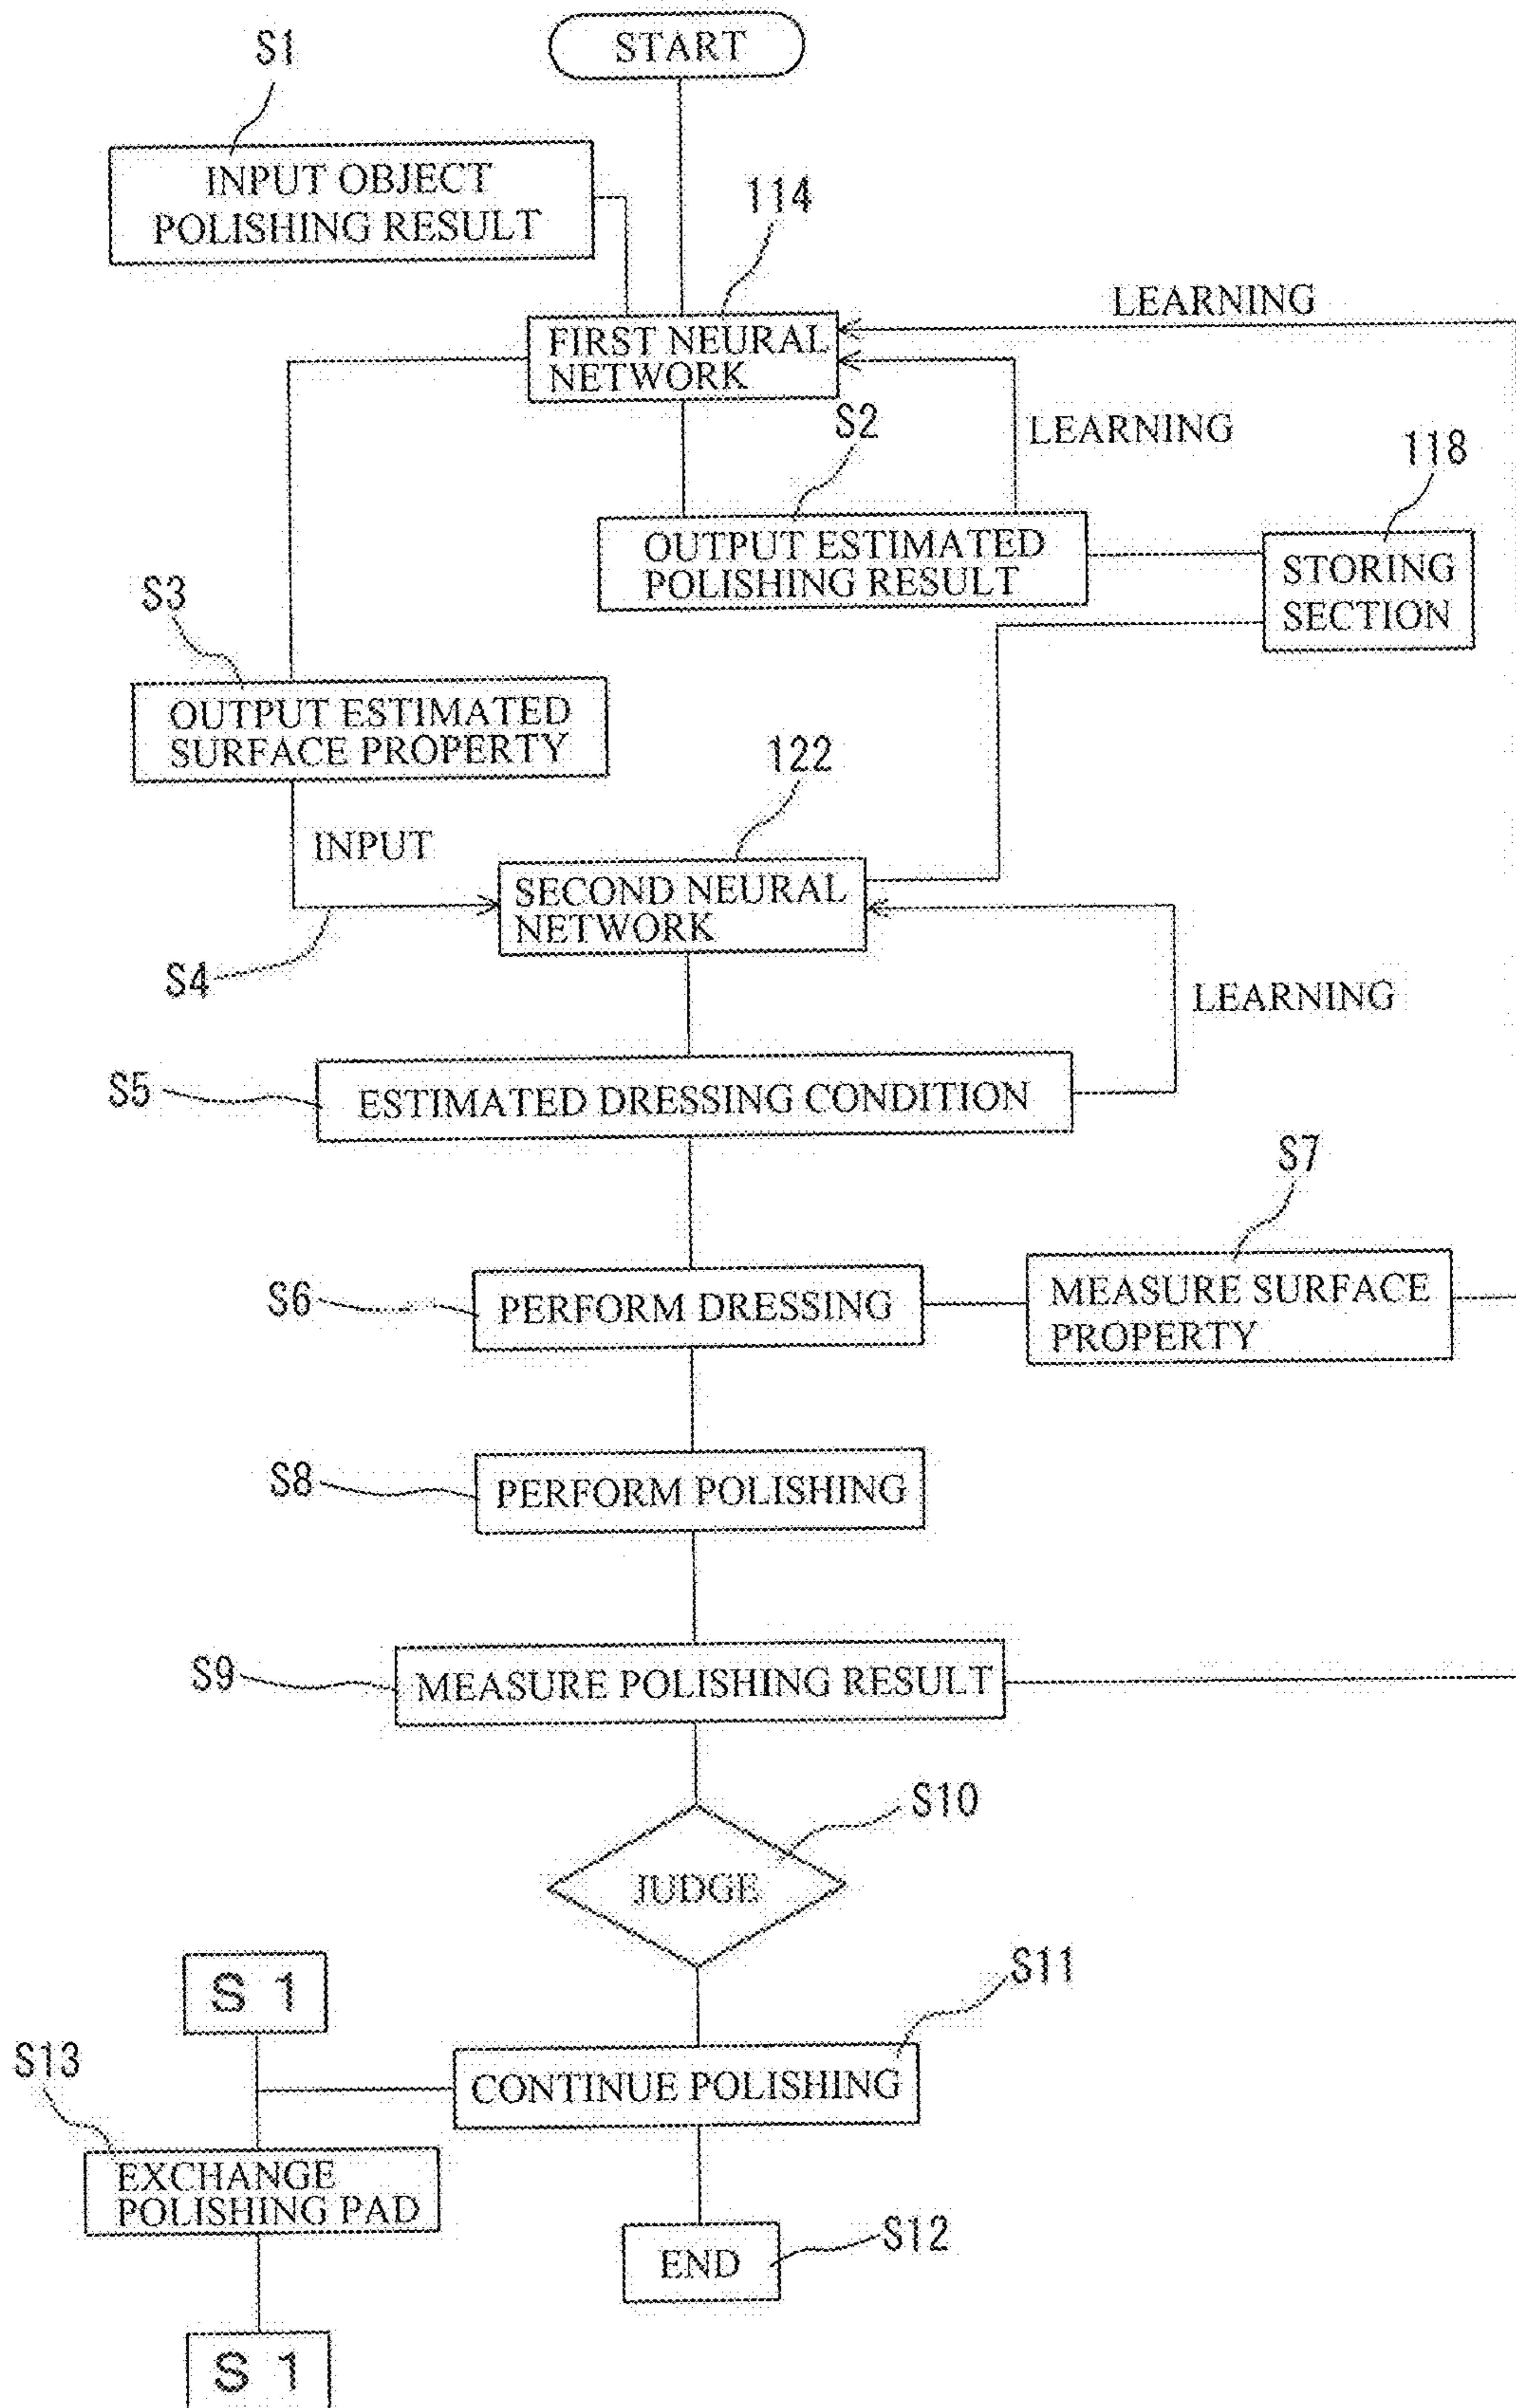 START
S1
INPUT OBJECT
POLISHING RESULT
114
LEARNING
FIRST NEURAL
NETWORK
S2
LEARNING
118
OUTPUT ESTIMATED
POLISHING RESULT
STORING
SECTION
S3
OUTPUT ESTIMATED
SURFACE PROPERTY
122
INPUT
SECOND NEURAL
NETWORK
S4
LEARNING
S5
ESTIMATED DRESSING CONDITION
S7
S6
PERFORM DRESSING
MEASURE SURFACE
PROPERTY
S8
PERFORM POLISHING
S9
MEASURE POLISHING RESULT
S10
JUDGE
S11
S 1
S13
CONTINUE POLISHING
EXCHANGE
POLISHING PAD
S12
END
S 1